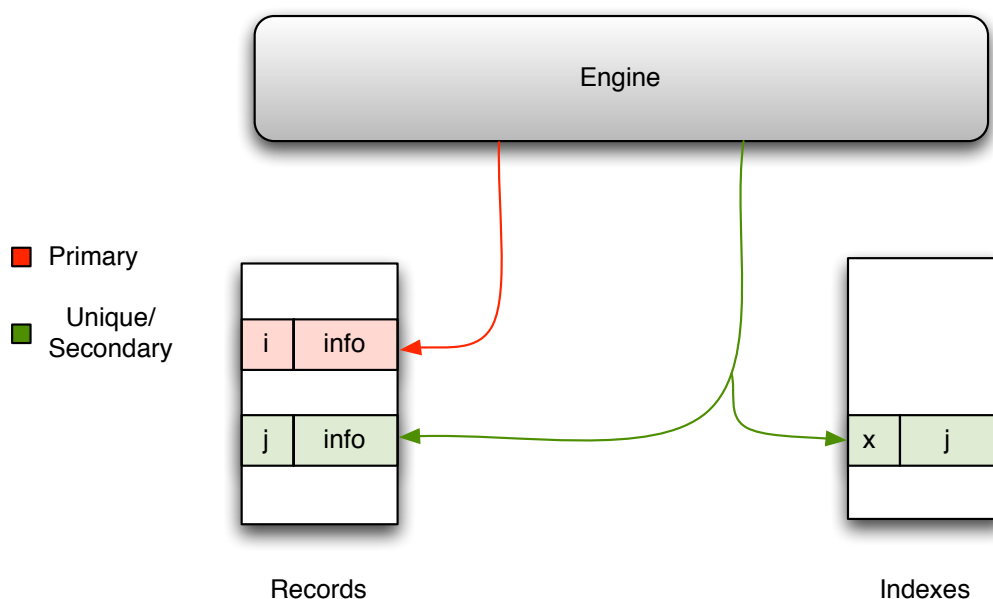 Engine
Primary
Unique/
Secondary
i info
j info
x j
Records
Indexes